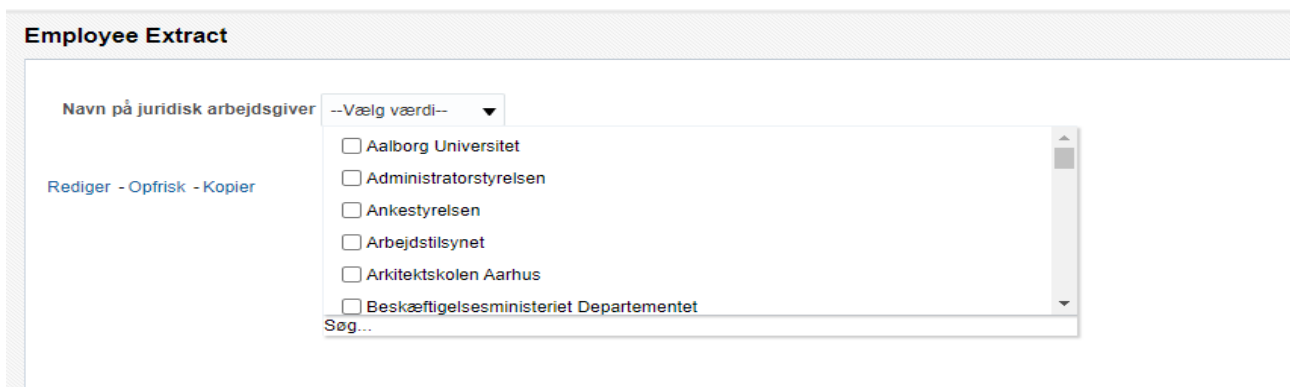 Employee Extract
Navn på juridisk arbejdsgiver --Vælg værdi--
Aalborg Universitet
Administratorstyrelsen
Rediger - Opfrisk - Kopier
Ankestyrelsen
Arbejdstilsynet
Arkitektskolen Aarhus
Beskæftigelsesministeriet Departementet
Søg...